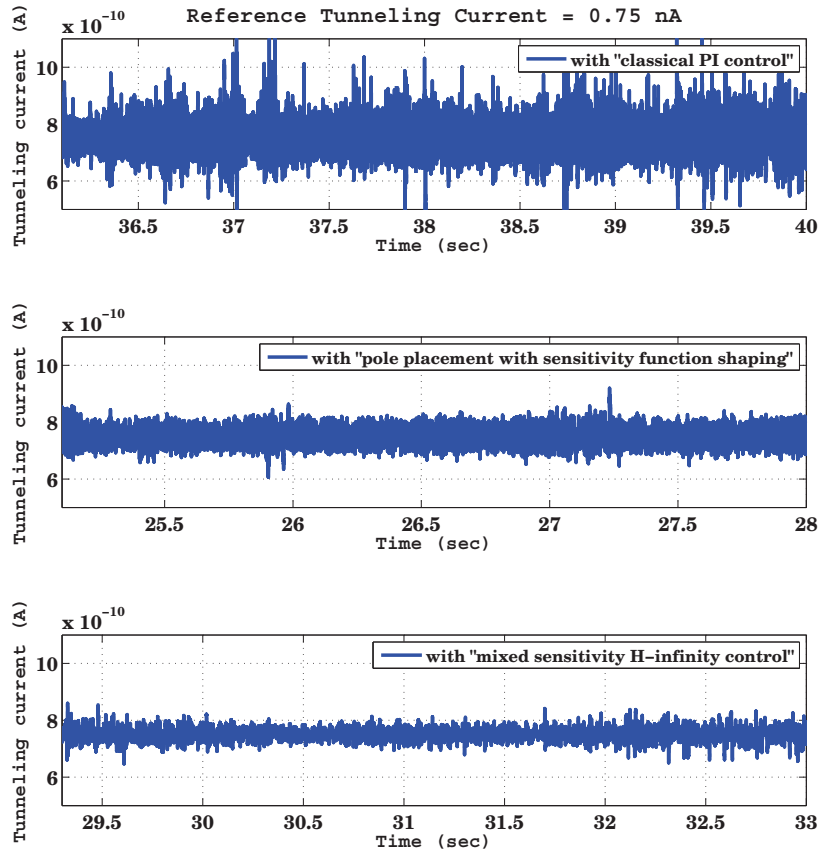 Reference Tunneling Current = 0.75 nA
x 10⁻¹⁰
Tunneling current (A)
10
8
6
with "classical PI control"
36.5 37 37.5 38 38.5 39 39.5 40
Time (sec)
x 10⁻¹⁰
Tunneling current (A)
10
8
6
with "pole placement with sensitivity function shaping"
25.5 26 26.5 27 27.5 28
Time (sec)
x 10⁻¹⁰
Tunneling current (A)
10
8
6
with "mixed sensitivity H−infinity control"
29.5 30 30.5 31 31.5 32 32.5 33
Time (sec)